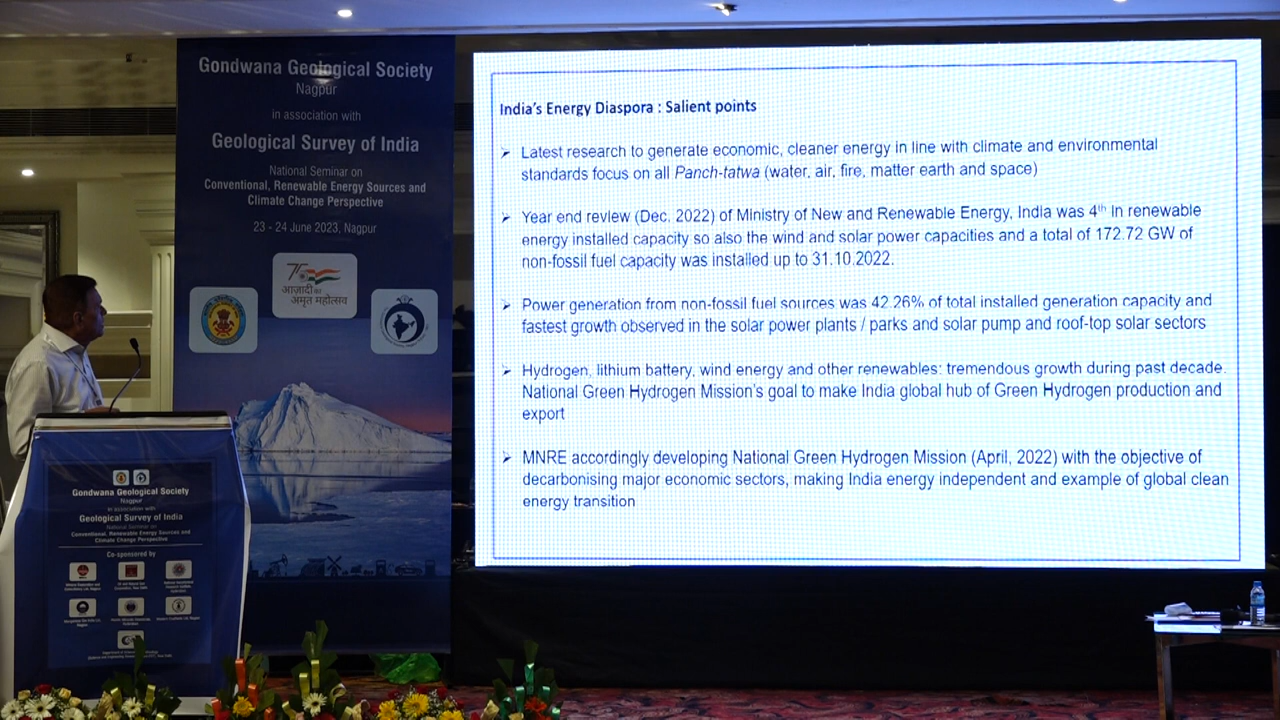 Gondwana Geological Society
Nagpur
in association with
Geological Survey of India
National Seminar on
Conventional, Renewable Energy Sources and
Climate Change Perspective
23 - 24 June 2023, Nagpur
75
आज़ादी का
अमृत महोत्सव
India's Energy Diaspora : Salient points
➢ Latest research to generate economic, cleaner energy in line with climate and environmental
standards focus on all Panch-tatwa (water, air, fire, matter earth and space)
➢ Year end review (Dec. 2022) of Ministry of New and Renewable Energy, India was 4th in renewable
energy installed capacity so also the wind and solar power capacities and a total of 172.72 GW of
non-fossil fuel capacity was installed up to 31.10.2022.
➢ Power generation from non-fossil fuel sources was 42.26% of total installed generation capacity and
fastest growth observed in the solar power plants / parks and solar pump and roof-top solar sectors
➢ Hydrogen, lithium battery, wind energy and other renewables: tremendous growth during past decade.
National Green Hydrogen Mission's goal to make India global hub of Green Hydrogen production and
export
➢ MNRE accordingly developing National Green Hydrogen Mission (April, 2022) with the objective of
decarbonising major economic sectors, making India energy independent and example of global clean
energy transition
Gondwana Geological Society
Nagpur
in association with
Geological Survey of India
National Seminar on
Conventional, Renewable Energy Sources and
Climate Change Perspective
Co-sponsored by